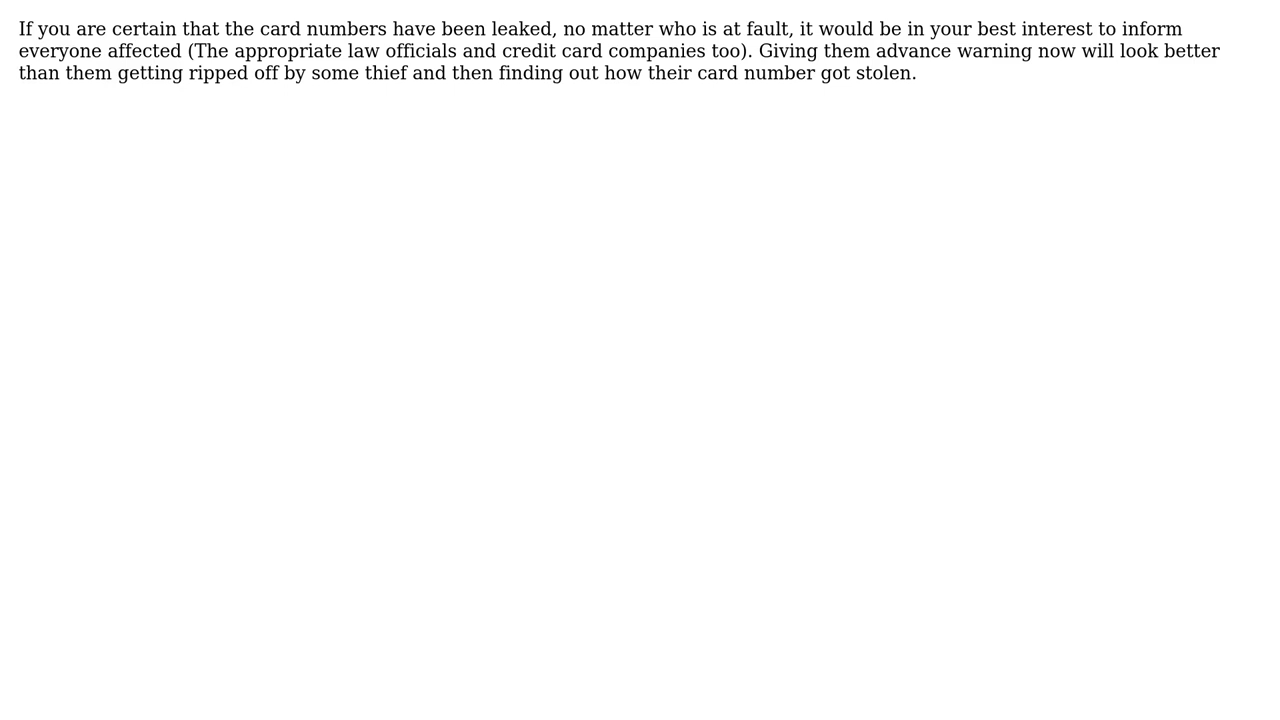 If you are certain that the card numbers have been leaked, no matter who is at fault, it would be in your best interest to inform
everyone affected (The appropriate law officials and credit card companies too). Giving them advance warning now will look better
than them getting ripped off by some thief and then finding out how their card number got stolen.